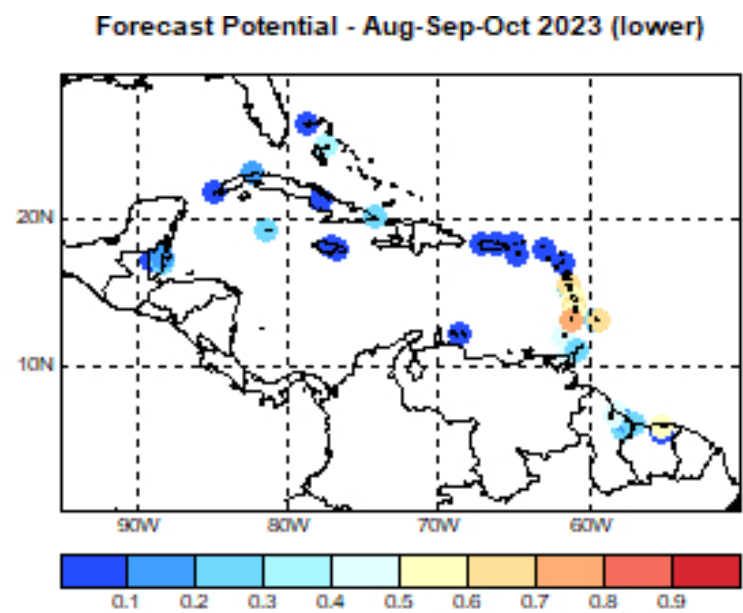 Forecast Potential - Aug-Sep-Oct 2023 (lower)
20N
10N
90W 80W 70W 60W
0.1 0.2 0.3 0.4 0.5 0.6 0.7 0.8 0.9